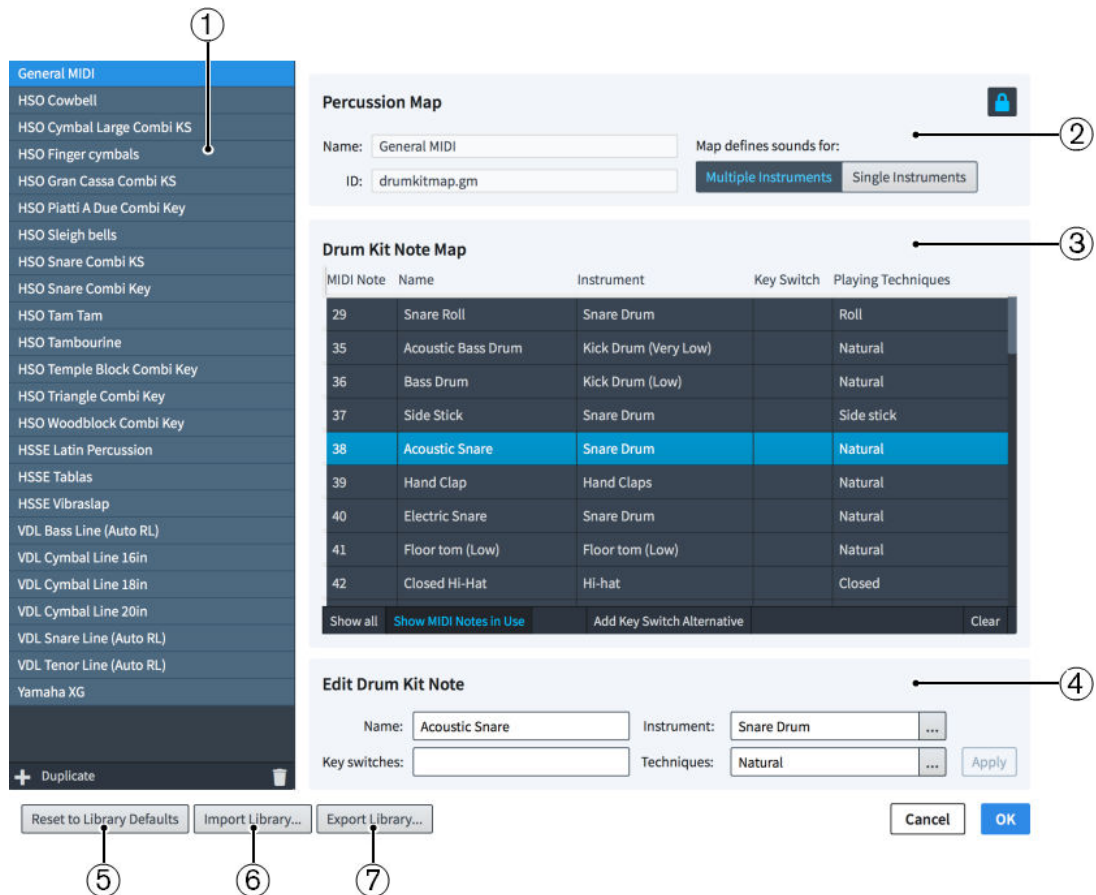 1
General MIDI
HSO Cowbell
HSO Cymbal Large Combi KS
HSO Finger cymbals
HSO Gran Cassa Combi KS
HSO Piatti A Due Combi Key
HSO Sleigh bells
HSO Snare Combi KS
HSO Snare Combi Key
HSO Tam Tam
HSO Tambourine
HSO Temple Block Combi Key
HSO Triangle Combi Key
HSO Woodblock Combi Key
HSSE Latin Percussion
HSSE Tablas
HSSE Vibraslap
VDL Bass Line (Auto RL)
VDL Cymbal Line 16in
VDL Cymbal Line 18in
VDL Cymbal Line 20in
VDL Snare Line (Auto RL)
VDL Tenor Line (Auto RL)
Yamaha XG
Duplicate
Percussion Map
2
Name: General MIDI
Map defines sounds for:
ID: drumkitmap.gm
Multiple Instruments Single Instruments
Drum Kit Note Map
3
MIDI Note Name Instrument Key Switch Playing Techniques
29 Snare Roll Snare Drum Roll
35 Acoustic Bass Drum Kick Drum (Very Low) Natural
36 Bass Drum Kick Drum (Low) Natural
37 Side Stick Snare Drum Side stick
38 Acoustic Snare Snare Drum Natural
39 Hand Clap Hand Claps Natural
40 Electric Snare Snare Drum Natural
41 Floor tom (Low) Floor tom (Low) Natural
42 Closed Hi-Hat Hi-hat Closed
Show all Show MIDI Notes in Use Add Key Switch Alternative Clear
Edit Drum Kit Note
4
Name: Acoustic Snare Instrument: Snare Drum ...
Key switches: Techniques: Natural ... Apply
Reset to Library Defaults Import Library... Export Library... Cancel OK
5 6 7